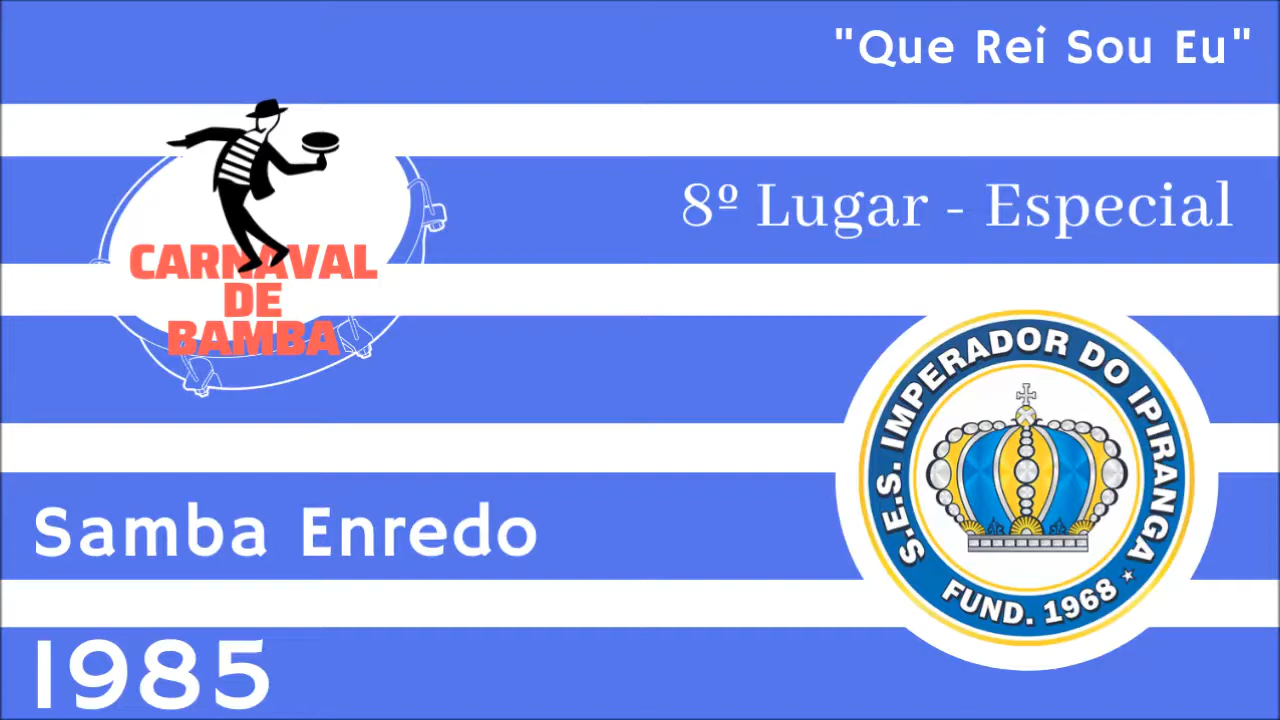 "Que Rei Sou Eu"
8º Lugar - Especial
CARNAVAL
DE
BAMBA
S.E.S. IMPERADOR DO IPIRANGA
FUND. 1968
Samba Enredo
1985